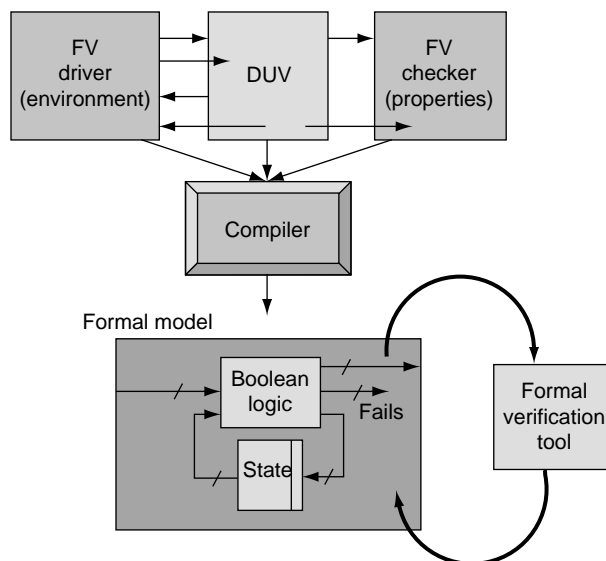 FV
driver
(environment)
DUV
FV
checker
(properties)
Compiler
Formal model
Boolean
logic
Fails
State
Formal
verification
tool